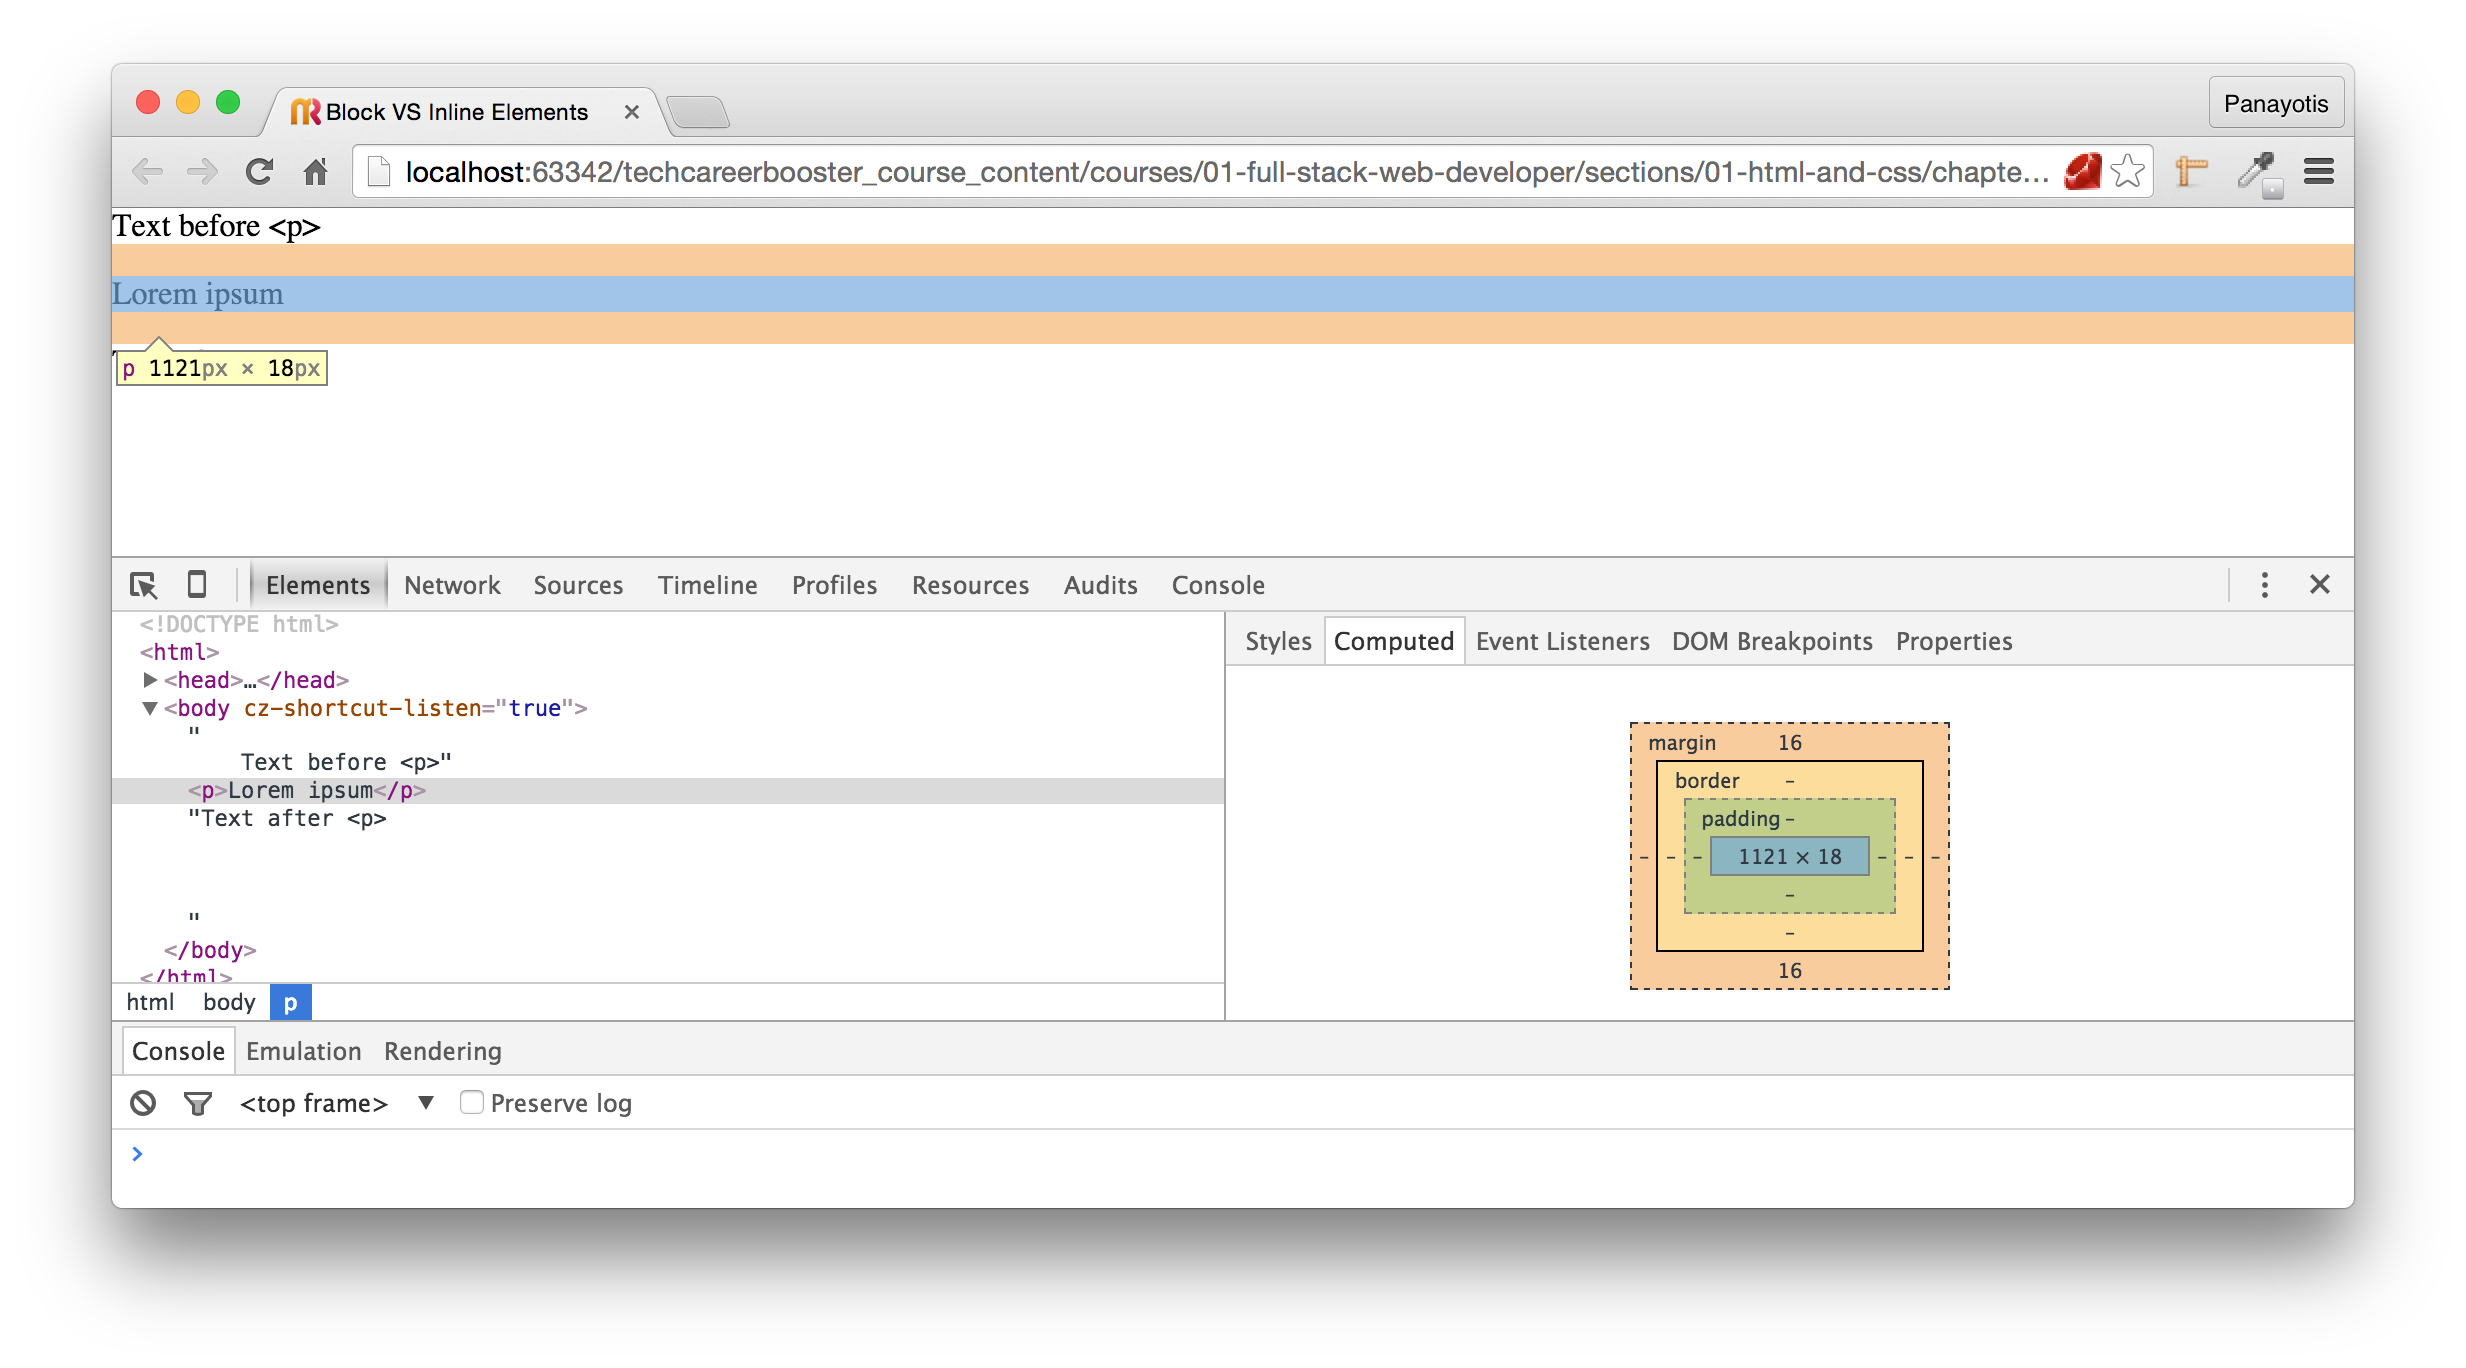 Block VS Inline Elements
Panayotis
localhost:63342/techcareerbooster_course_content/courses/01-full-stack-web-developer/sections/01-html-and-css/chapte...
Text before <p>
Lorem ipsum
p 1121px × 18px
Elements Network Sources Timeline Profiles Resources Audits Console
<!DOCTYPE html>
<html>
<head>…</head>
<body cz-shortcut-listen="true">
"
Text before <p>"
<p>Lorem ipsum</p>
"Text after <p>
"
</body>
</html>
html body p
Styles Computed Event Listeners DOM Breakpoints Properties
margin 16
border -
padding -
- - - 1121 × 18 - - -
-
-
16
Console Emulation Rendering
<top frame> Preserve log